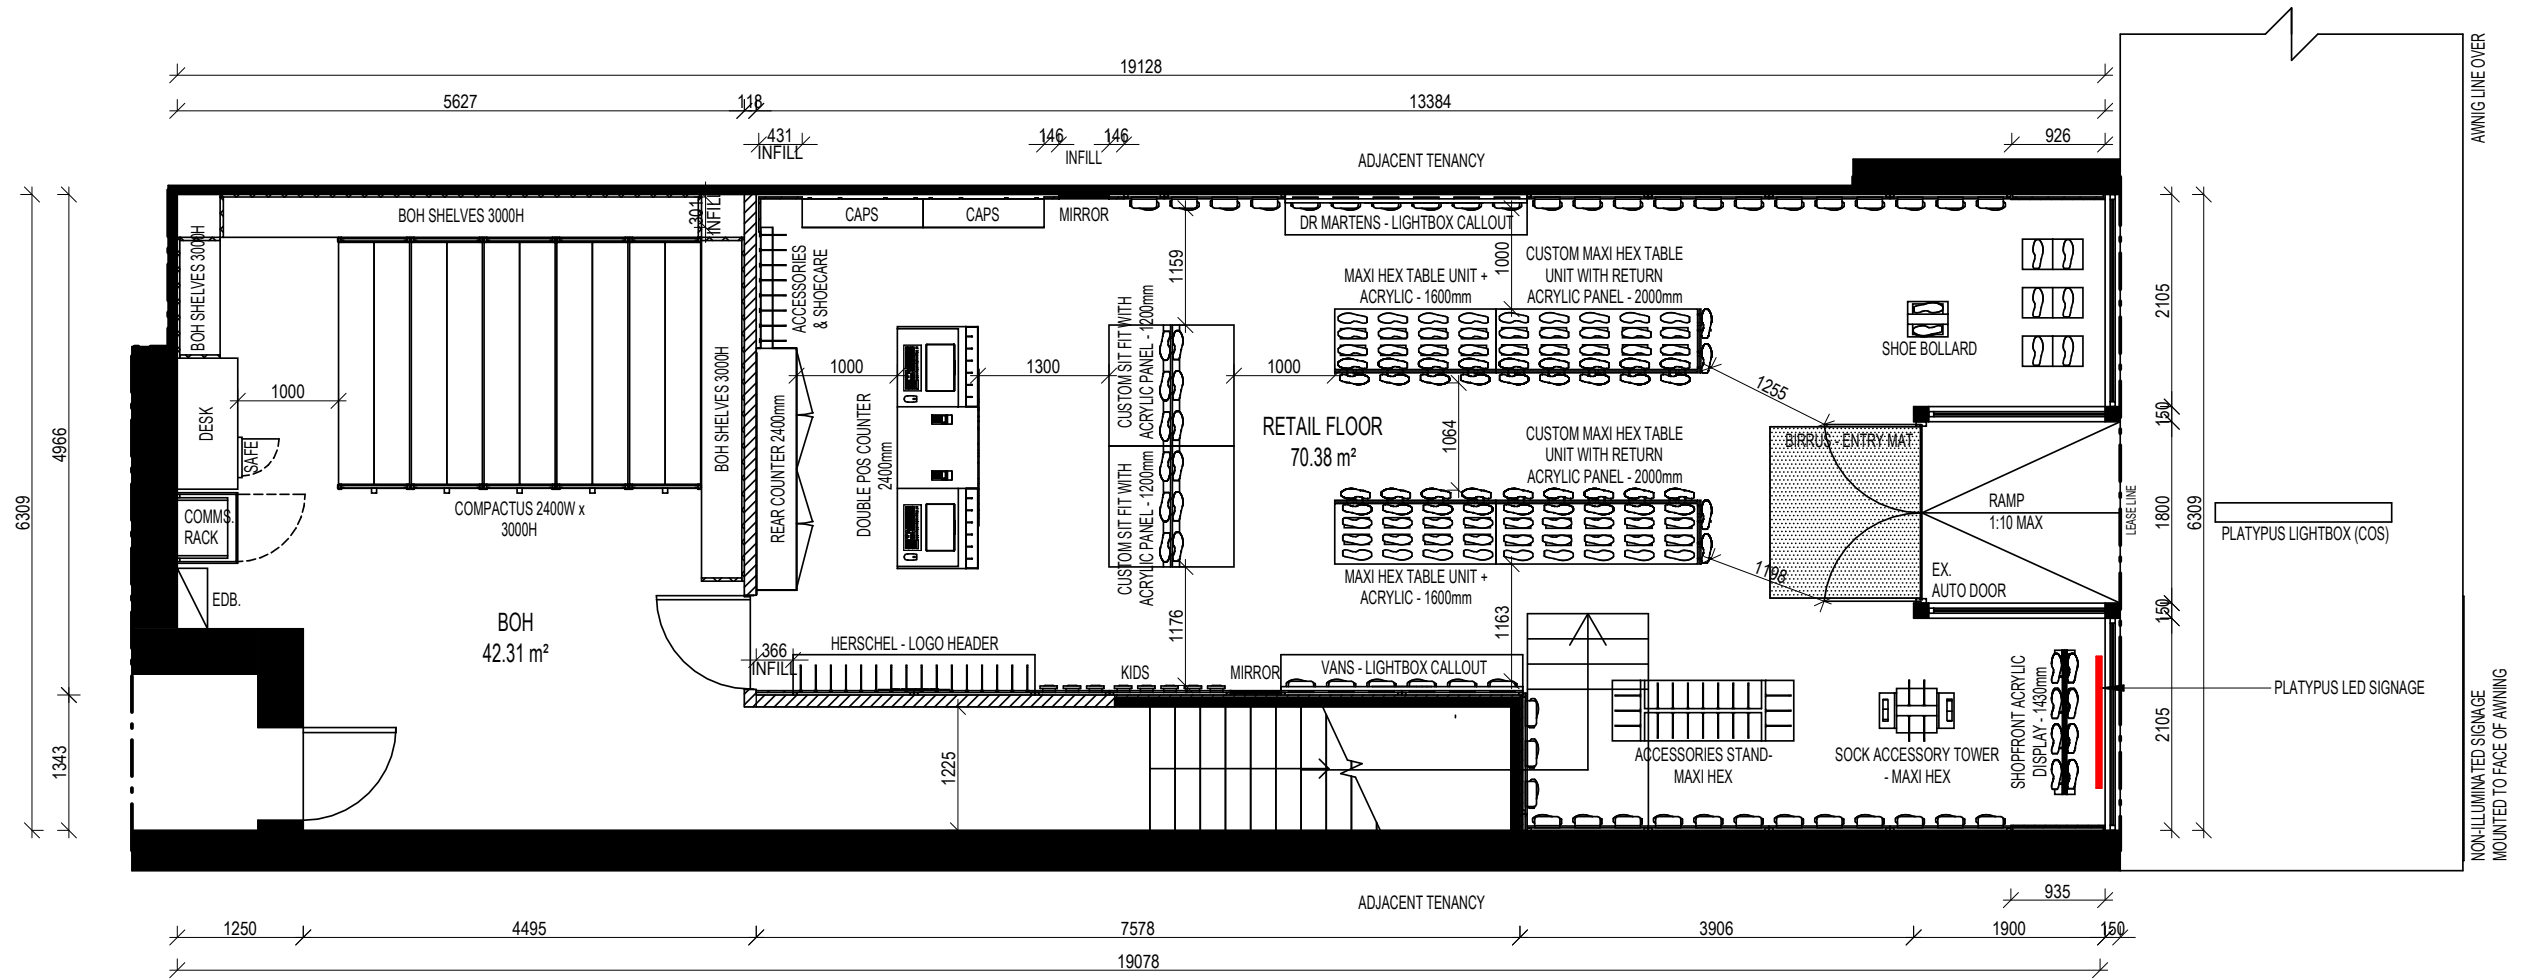 19128
5627
118
13384
431
INFILL
146
146
INFILL
926
ADJACENT TENANCY
AWNIG LINE OVER
BOH SHELVES 3000H
301
INFILL
CAPS
CAPS
MIRROR
DR MARTENS - LIGHTBOX CALLOUT
BOH SHELVES 3000H
ACCESSORIES
& SHOECARE
1159
1000
MAXI HEX TABLE UNIT +
ACRYLIC - 1600mm
CUSTOM MAXI HEX TABLE
UNIT WITH RETURN
ACRYLIC PANEL - 2000mm
SHOE BOLLARD
2105
6309
4966
1343
DESK
1000
SAFE
COMMS.
RACK
EDB.
COMPACTUS 2400W x
3000H
BOH SHELVES 3000H
BOH
42.31 m²
REAR COUNTER 2400mm
1000
DOUBLE POS COUNTER
2400mm
1300
CUSTOM SIT FIT WITH
ACRYLIC PANEL - 1200mm
CUSTOM SIT FIT WITH
ACRYLIC PANEL - 1200mm
1000
RETAIL FLOOR
70.38 m²
1064
CUSTOM MAXI HEX TABLE
UNIT WITH RETURN
ACRYLIC PANEL - 2000mm
MAXI HEX TABLE UNIT +
ACRYLIC - 1600mm
1255
1198
BIRRUS - ENTRY MAT
RAMP
1:10 MAX
EX.
AUTO DOOR
LEASE LINE
150
1800
6309
150
2105
PLATYPUS LIGHTBOX (COS)
366
INFILL
HERSCHEL - LOGO HEADER
1176
KIDS
MIRROR
VANS - LIGHTBOX CALLOUT
1163
1225
ACCESSORIES STAND-
MAXI HEX
SOCK ACCESSORY TOWER
- MAXI HEX
SHOPFRONT ACRYLIC
DISPLAY - 1430mm
PLATYPUS LED SIGNAGE
NON-ILLUMINATED SIGNAGE
MOUNTED TO FACE OF AWNING
ADJACENT TENANCY
935
1250
4495
7578
3906
1900
150
19078